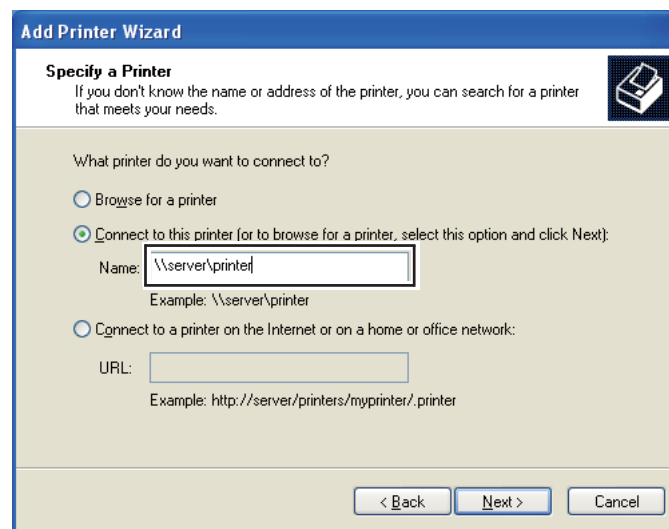 Add Printer Wizard
Specify a Printer
If you don't know the name or address of the printer, you can search for a printer
that meets your needs.
What printer do you want to connect to?
Browse for a printer
Connect to this printer (or to browse for a printer, select this option and click Next):
Name: \\server\printer
Example: \\server\printer
Connect to a printer on the Internet or on a home or office network:
URL:
Example: http://server/printers/myprinter/.printer
< Back Next > Cancel